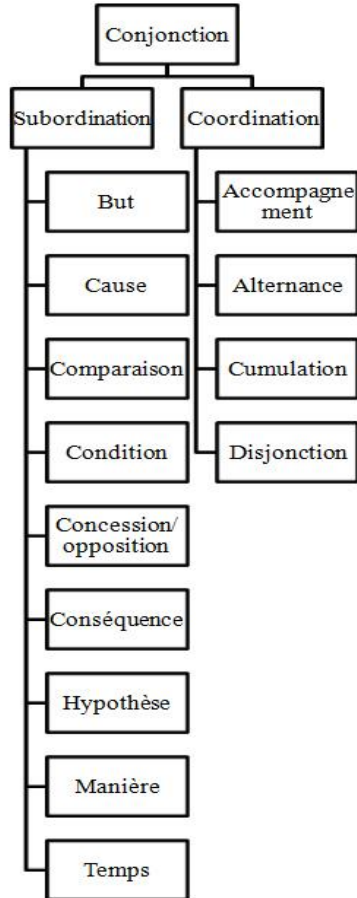 Conjonction
Subordination
Coordination
But
Cause
Comparaison
Condition
Concession/
opposition
Conséquence
Hypothèse
Manière
Temps
Accompagne
ment
Alternance
Cumulation
Disjonction